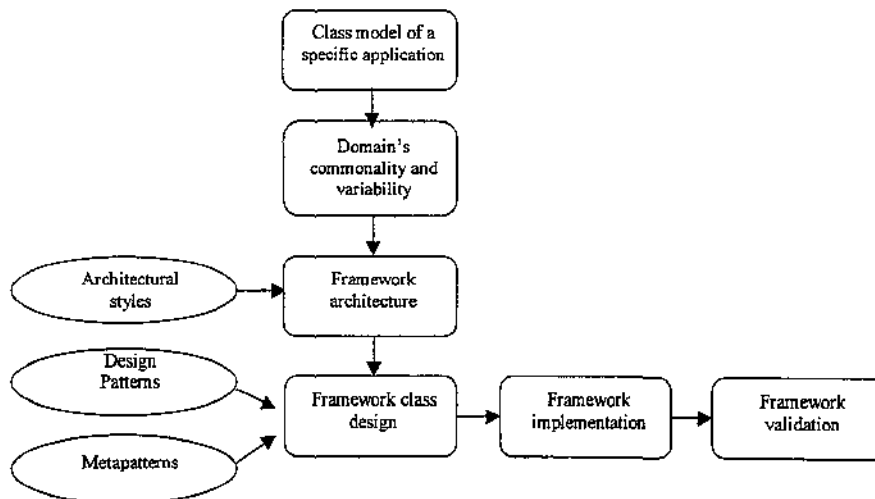 Class model of a
specific application
Domain's
commonality and
variability
Architectural
styles
Framework
architecture
Design
Patterns
Metapatterns
Framework class
design
Framework
implementation
Framework
validation